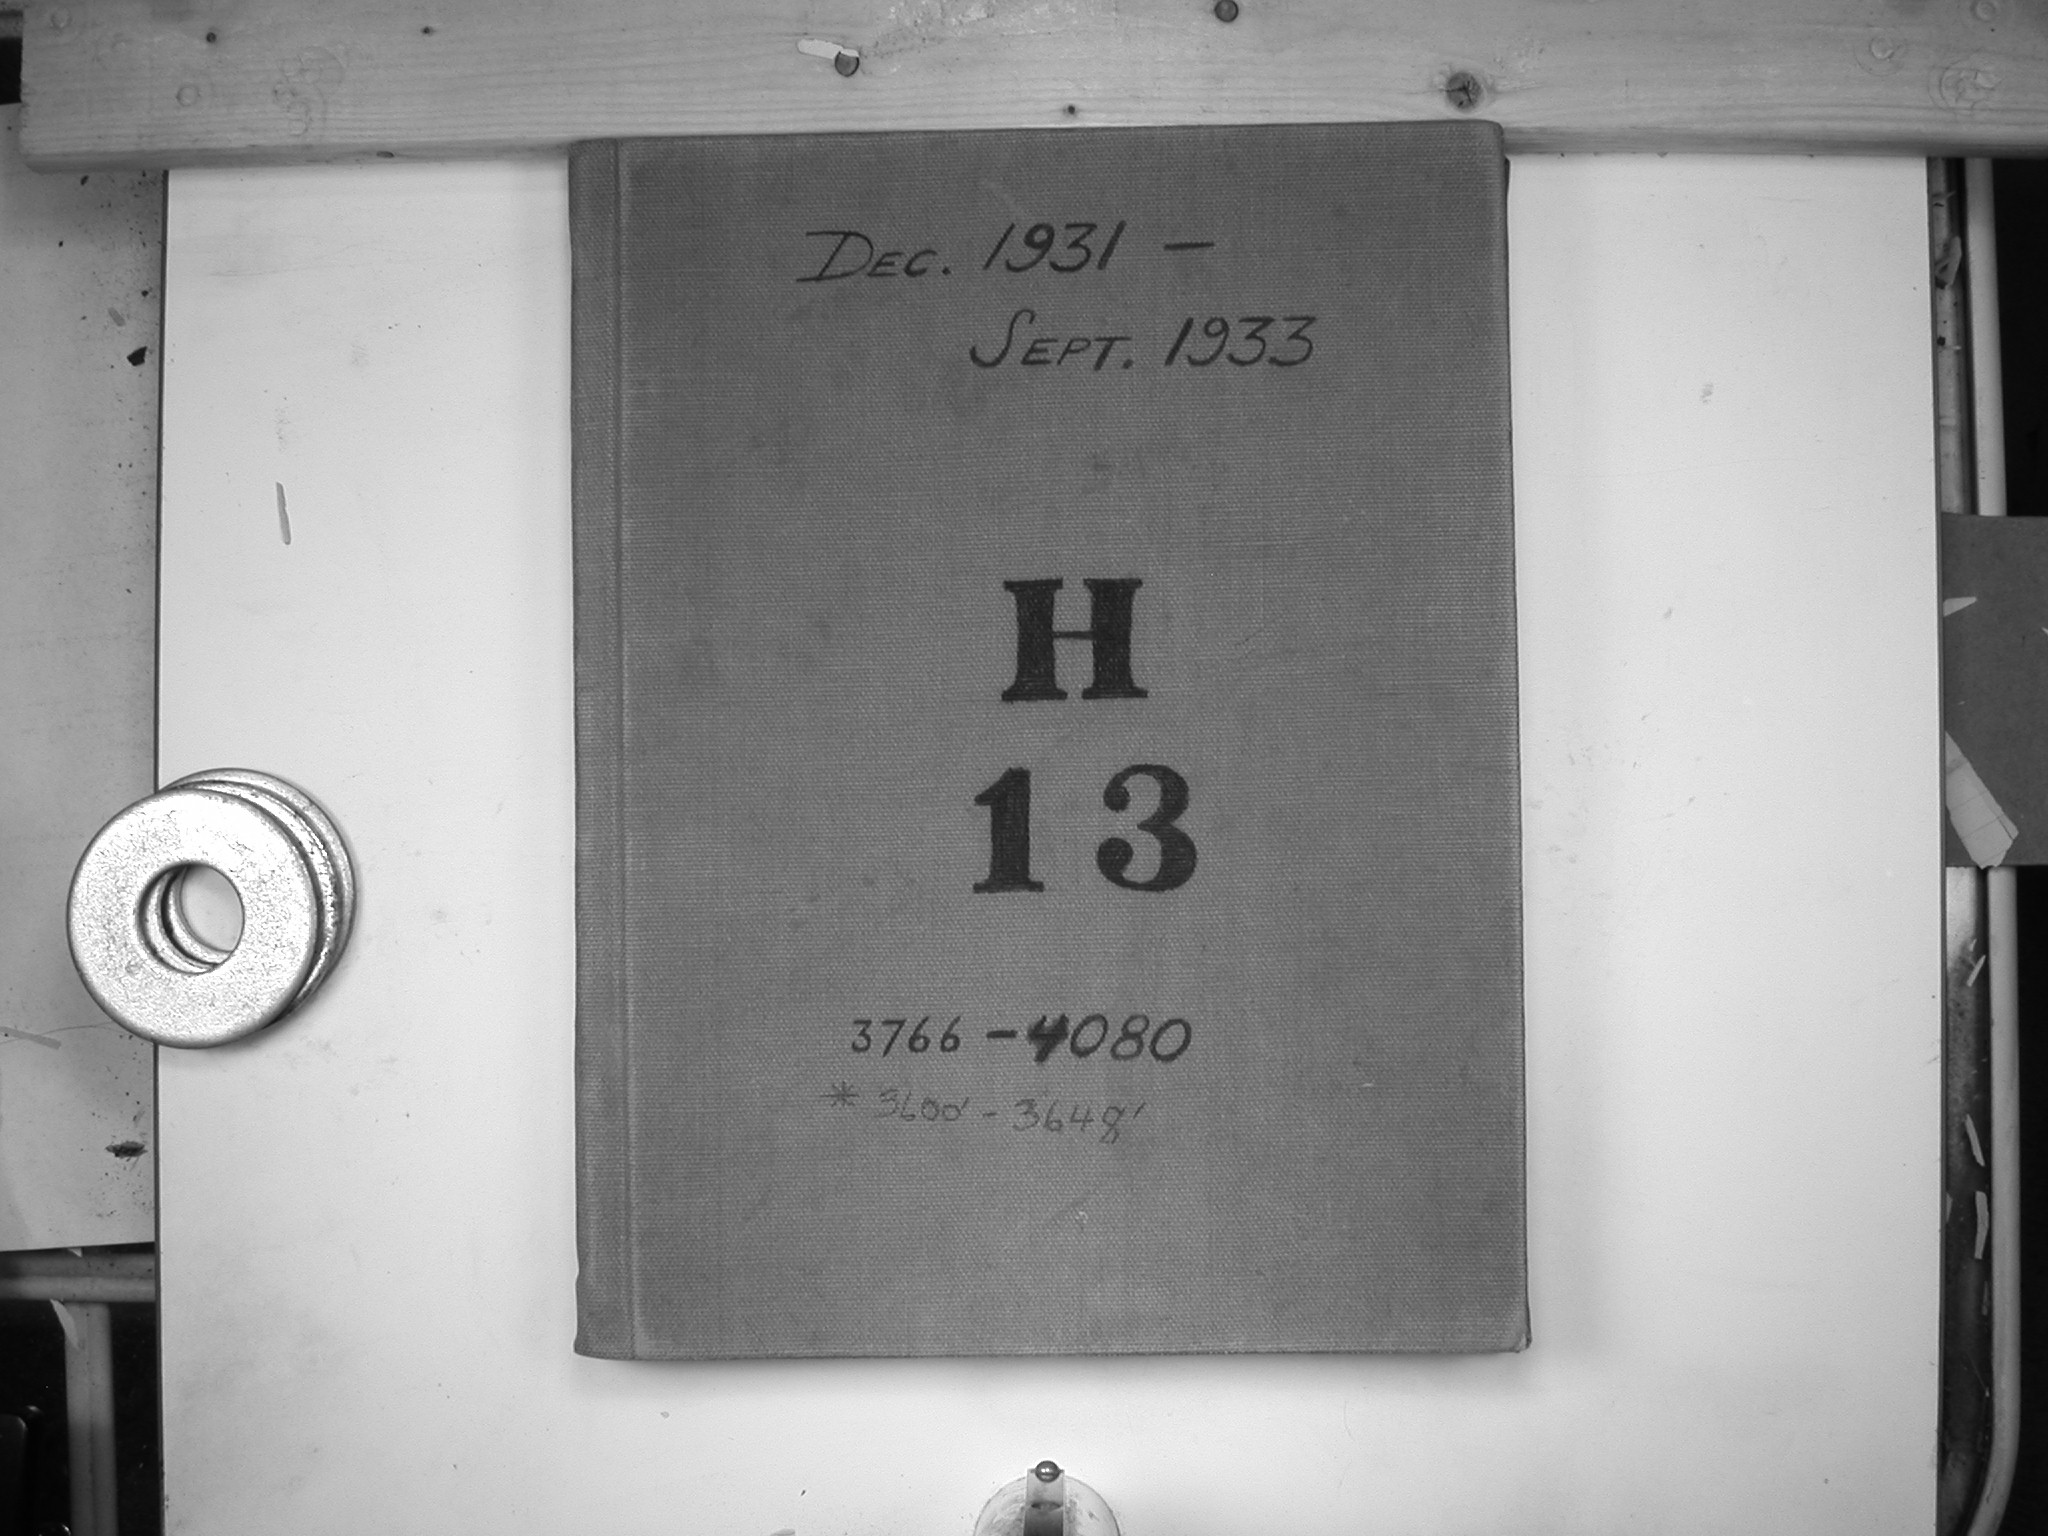 Dec. 1931 —
Sept. 1933
H
13
3766 - 4080
* 3600' - 3648'